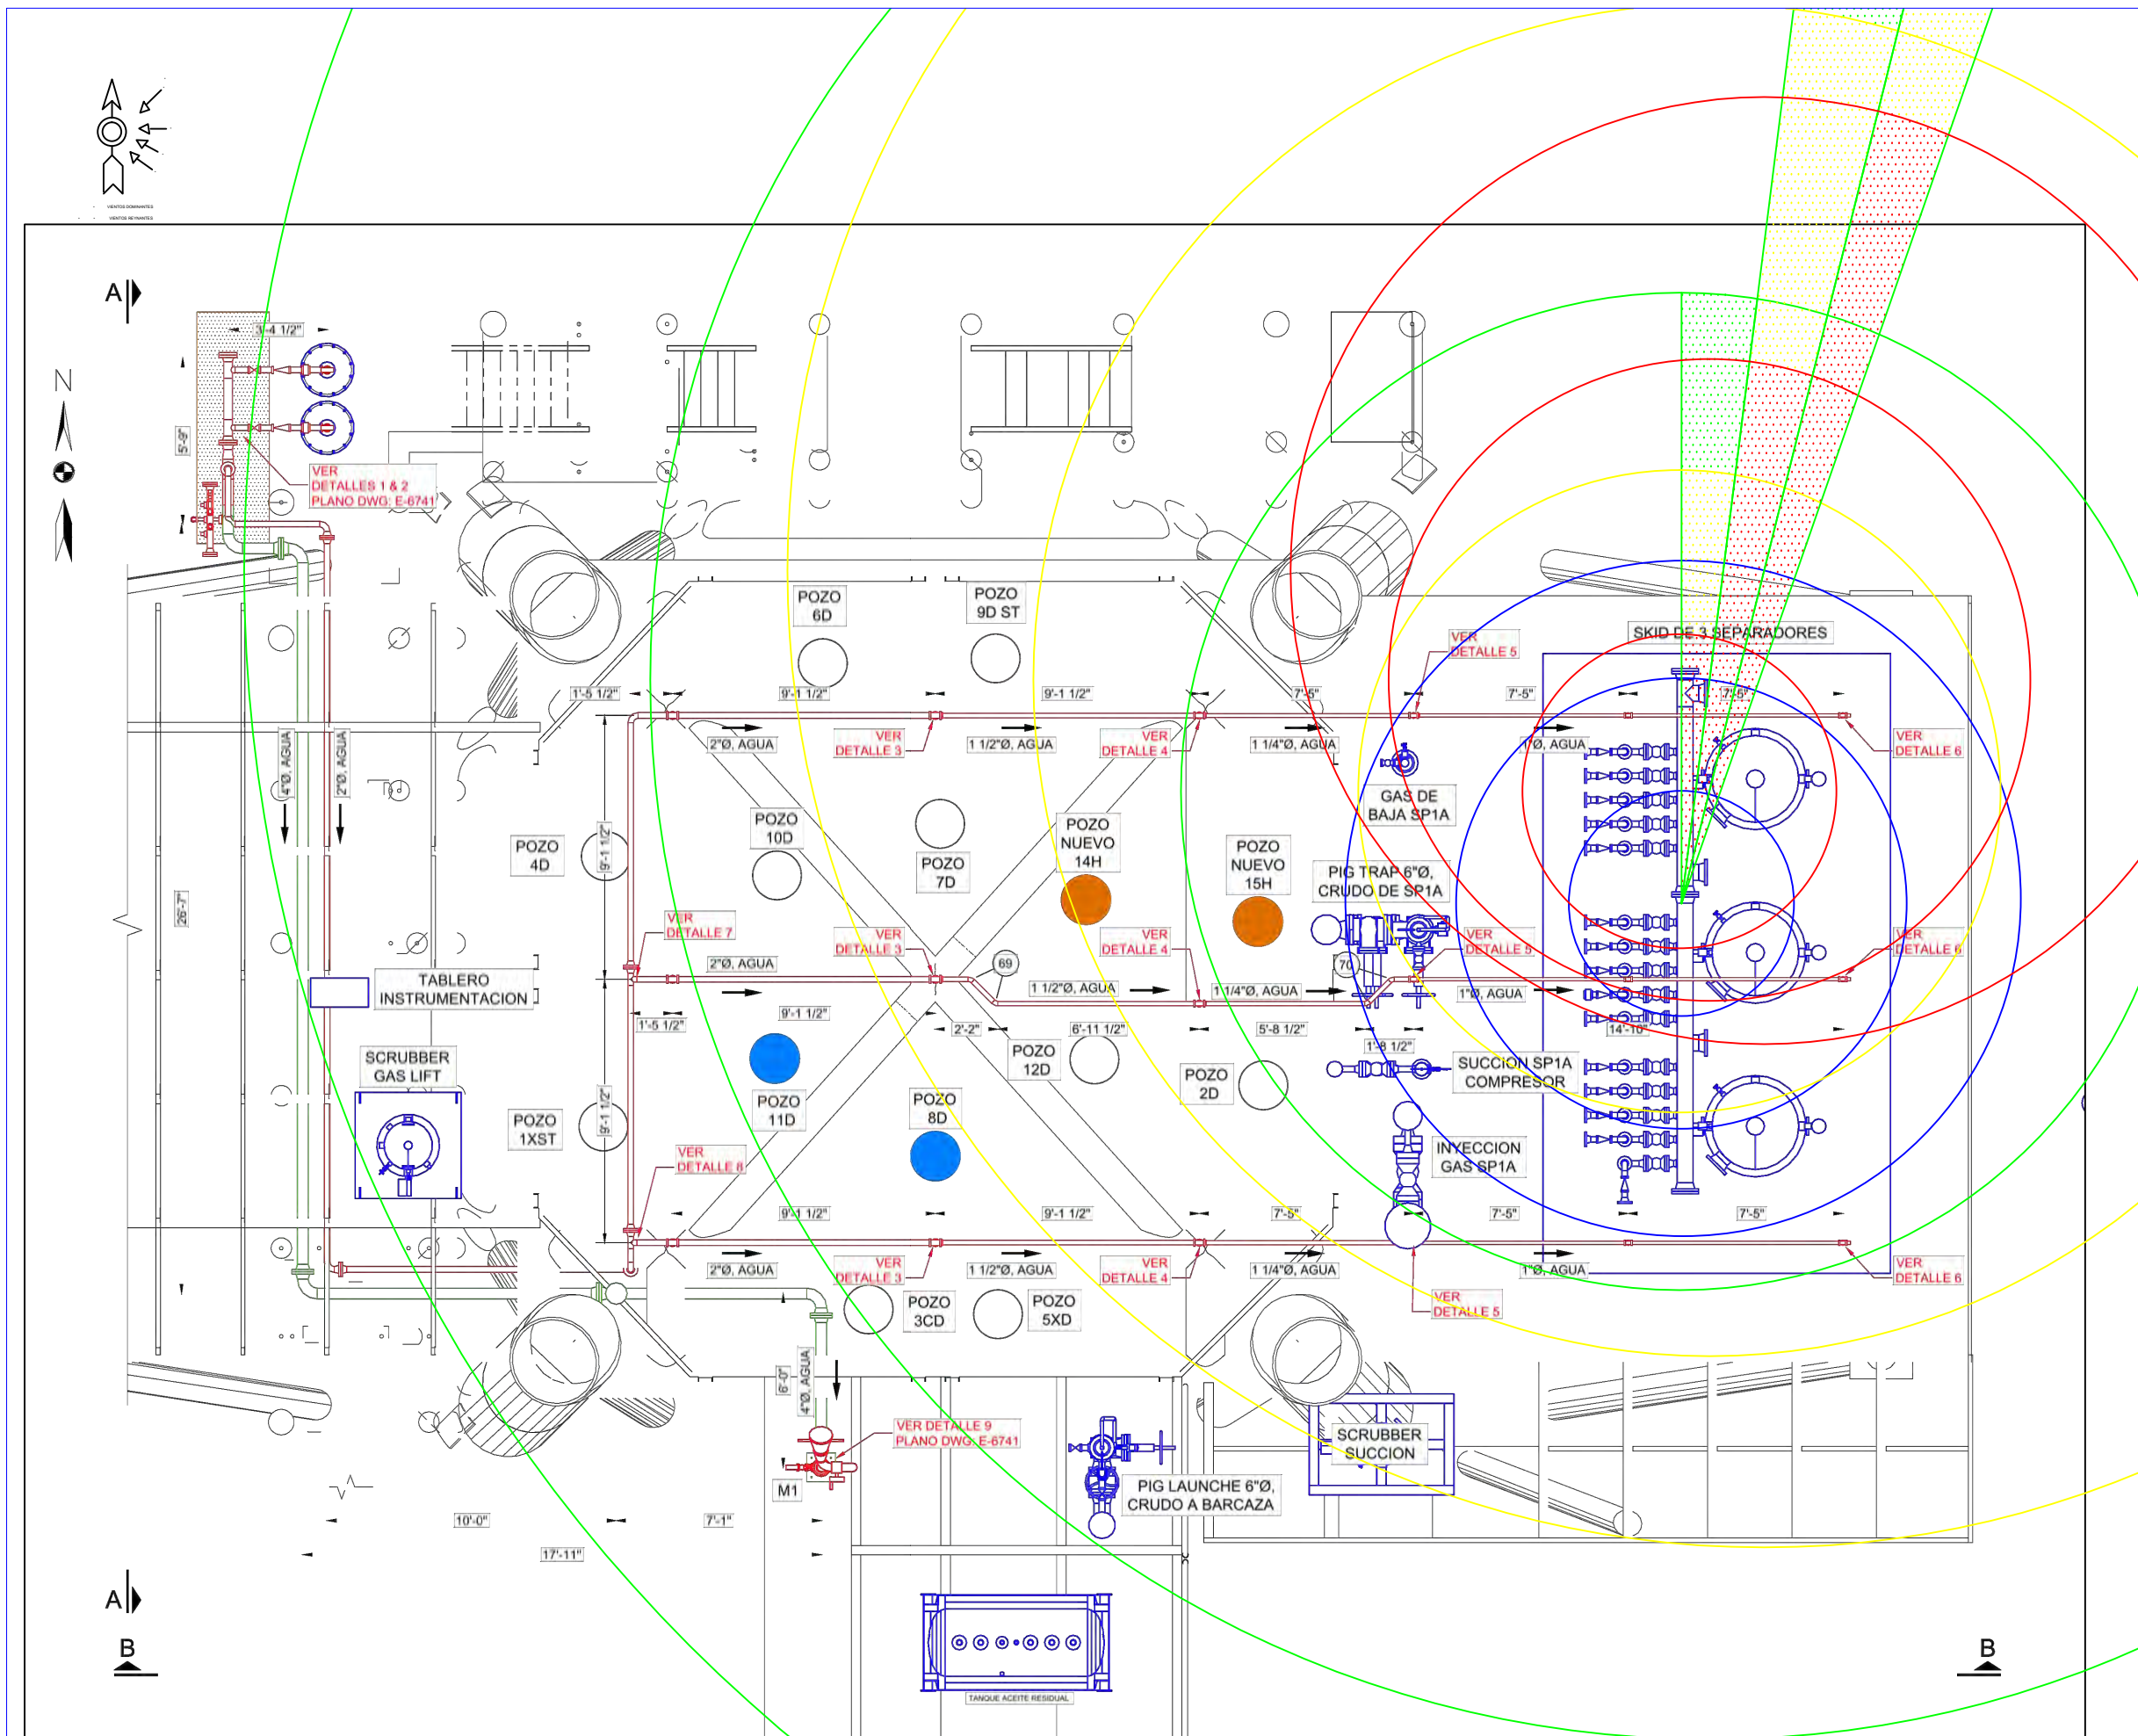 VIENTOS DOMINANTES
VIENTOS REYNANTES
A
N
3'-4 1/2"
5'-9"
VER
DETALLES 1 & 2
PLANO DWG: E-6741
POZO
6D
POZO
9D ST
SKID DE 3 SEPARADORES
VER
DETALLE 5
1'-5 1/2"
9'-1 1/2"
9'-1 1/2"
7'-5"
7'-5"
7'-5"
4"Ø, AGUA
2"Ø, AGUA
2"Ø, AGUA
VER
DETALLE 3
1 1/2"Ø, AGUA
VER
DETALLE 4
1 1/4"Ø, AGUA
1"Ø, AGUA
VER
DETALLE 6
GAS DE
BAJA SP1A
POZO
4D
9'-1 1/2"
POZO
10D
POZO
7D
POZO
NUEVO
14H
POZO
NUEVO
15H
PIG TRAP 6"Ø,
CRUDO DE SP1A
26'-7"
VER
DETALLE 7
VER
DETALLE 3
VER
DETALLE 4
VER
DETALLE 5
VER
DETALLE 6
2"Ø, AGUA
69
70
TABLERO
INSTRUMENTACION
1 1/2"Ø, AGUA
1 1/4"Ø, AGUA
1"Ø, AGUA
1'-5 1/2"
9'-1 1/2"
2'-2"
6'-11 1/2"
5'-8 1/2"
1'-8 1/2"
14'-10"
SCRUBBER
GAS LIFT
POZO
12D
POZO
2D
SUCCION SP1A
COMPRESOR
POZO
1XST
9'-1 1/2"
POZO
11D
POZO
8D
INYECCION
GAS SP1A
VER
DETALLE 8
9'-1 1/2"
9'-1 1/2"
7'-5"
7'-5"
7'-5"
2"Ø, AGUA
VER
DETALLE 3
1 1/2"Ø, AGUA
VER
DETALLE 4
1 1/4"Ø, AGUA
1"Ø, AGUA
VER
DETALLE 6
POZO
3CD
POZO
5XD
VER
DETALLE 5
6'-0"
4"Ø, AGUA
VER DETALLE 9
PLANO DWG: E-6741
SCRUBBER
SUCCION
M1
PIG LAUNCHE 6"Ø,
CRUDO A BARCAZA
10'-0"
7'-1"
17'-11"
A
B
B
TANQUE ACEITE RESIDUAL